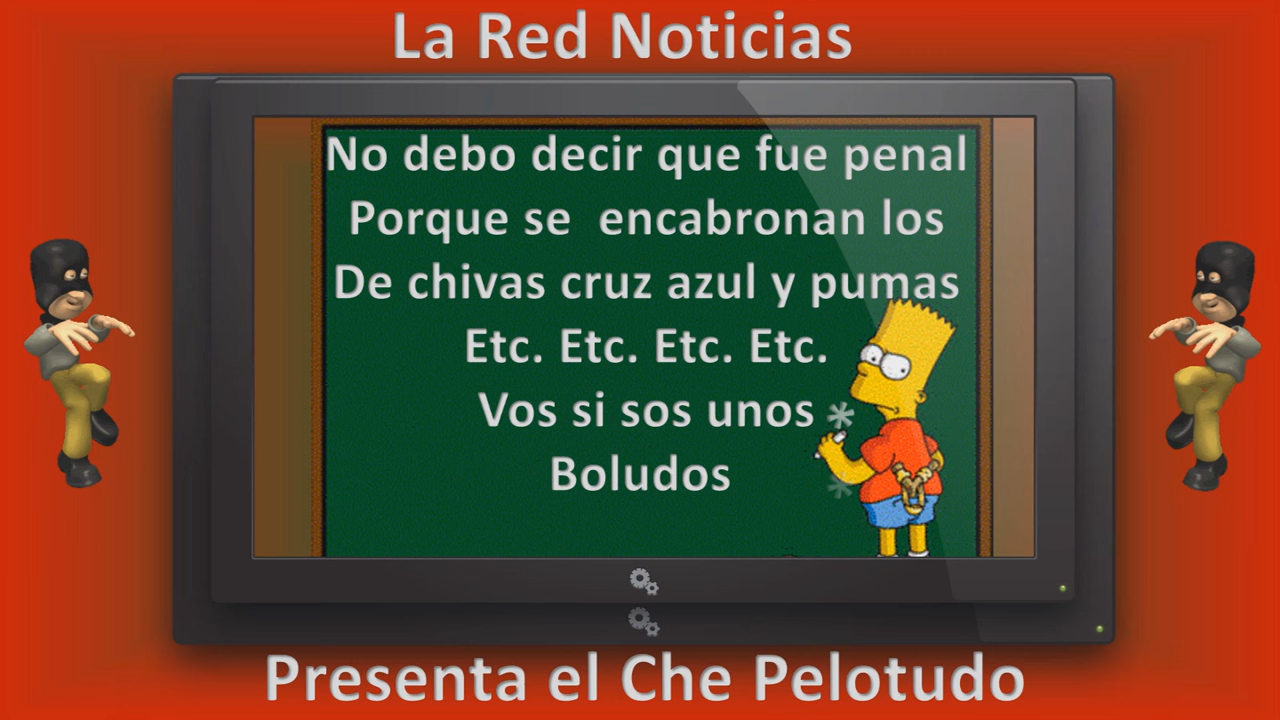 La Red Noticias
No debo decir que fue penal
Porque se encabronan los
De chivas cruz azul y pumas
Etc. Etc. Etc. Etc.
Vos si sos unos
Boludos
Presenta el Che Pelotudo